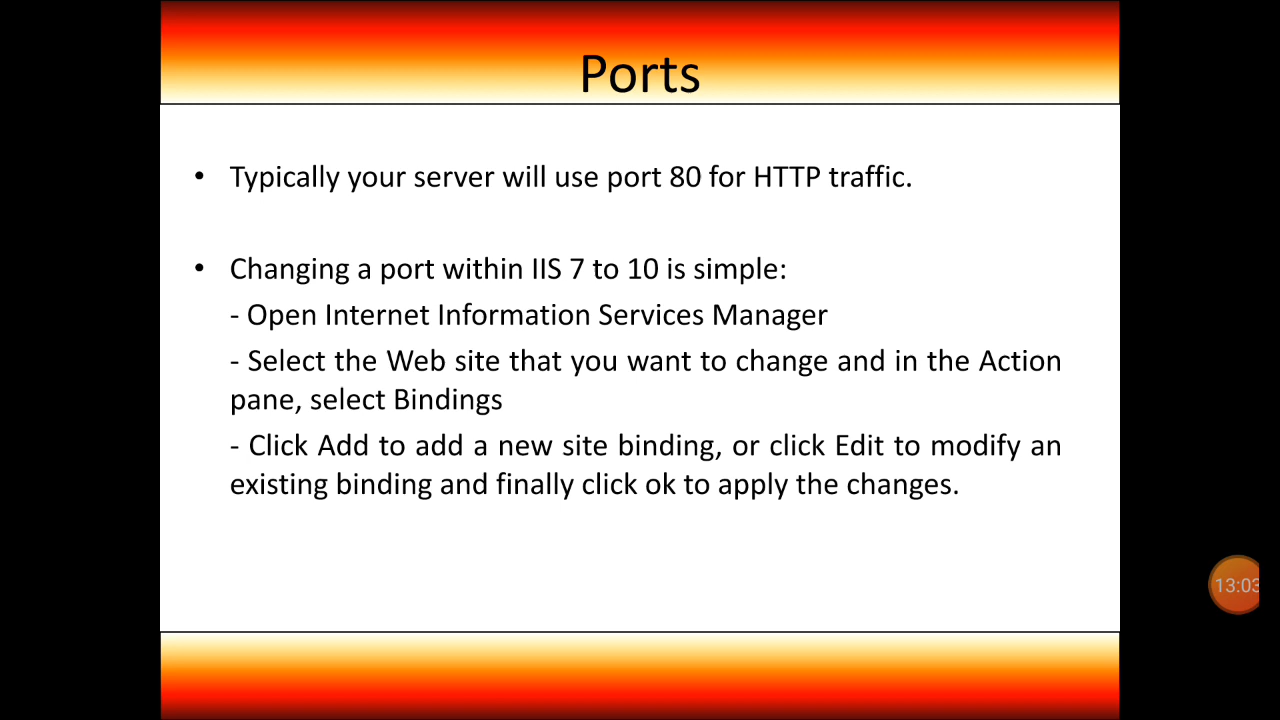 Ports
• Typically your server will use port 80 for HTTP traffic.
• Changing a port within IIS 7 to 10 is simple:
- Open Internet Information Services Manager
- Select the Web site that you want to change and in the Action
pane, select Bindings
- Click Add to add a new site binding, or click Edit to modify an
existing binding and finally click ok to apply the changes.
13:03